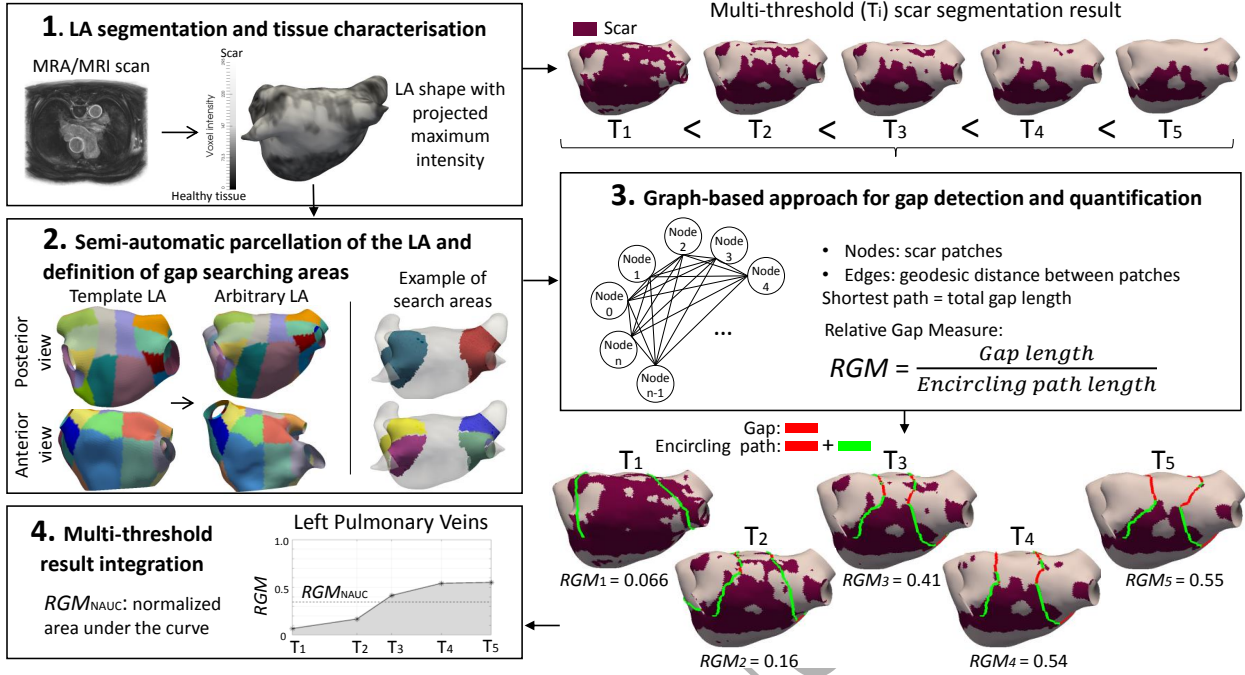 1. LA segmentation and tissue characterisation
MRA/MRI scan
Scar
Voxel intensity
Healthy tissue
LA shape with
projected
maximum
intensity
Multi-threshold (Ti) scar segmentation result
Scar
T1 < T2 < T3 < T4 < T5
2. Semi-automatic parcellation of the LA and
definition of gap searching areas
Template LA
Arbitrary LA
Example of
search areas
Posterior
view
Anterior
view
3. Graph-based approach for gap detection and quantification
Node
2
Node
3
Node
1
Node
4
Node
0
Node
n
Node
n-1
...
• Nodes: scar patches
• Edges: geodesic distance between patches
Shortest path = total gap length
Relative Gap Measure:
RGM = Gap length
Encircling path length
Gap:
Encircling path: +
T1
RGM1 = 0.066
T2
RGM2 = 0.16
T3
RGM3 = 0.41
T4
RGM4 = 0.54
T5
RGM5 = 0.55
4. Multi-threshold
result integration
RGMNAUC: normalized
area under the curve
Left Pulmonary Veins
RGM
1.0
0.5
0
RGMNAUC
T1 T2 T3 T4 T5